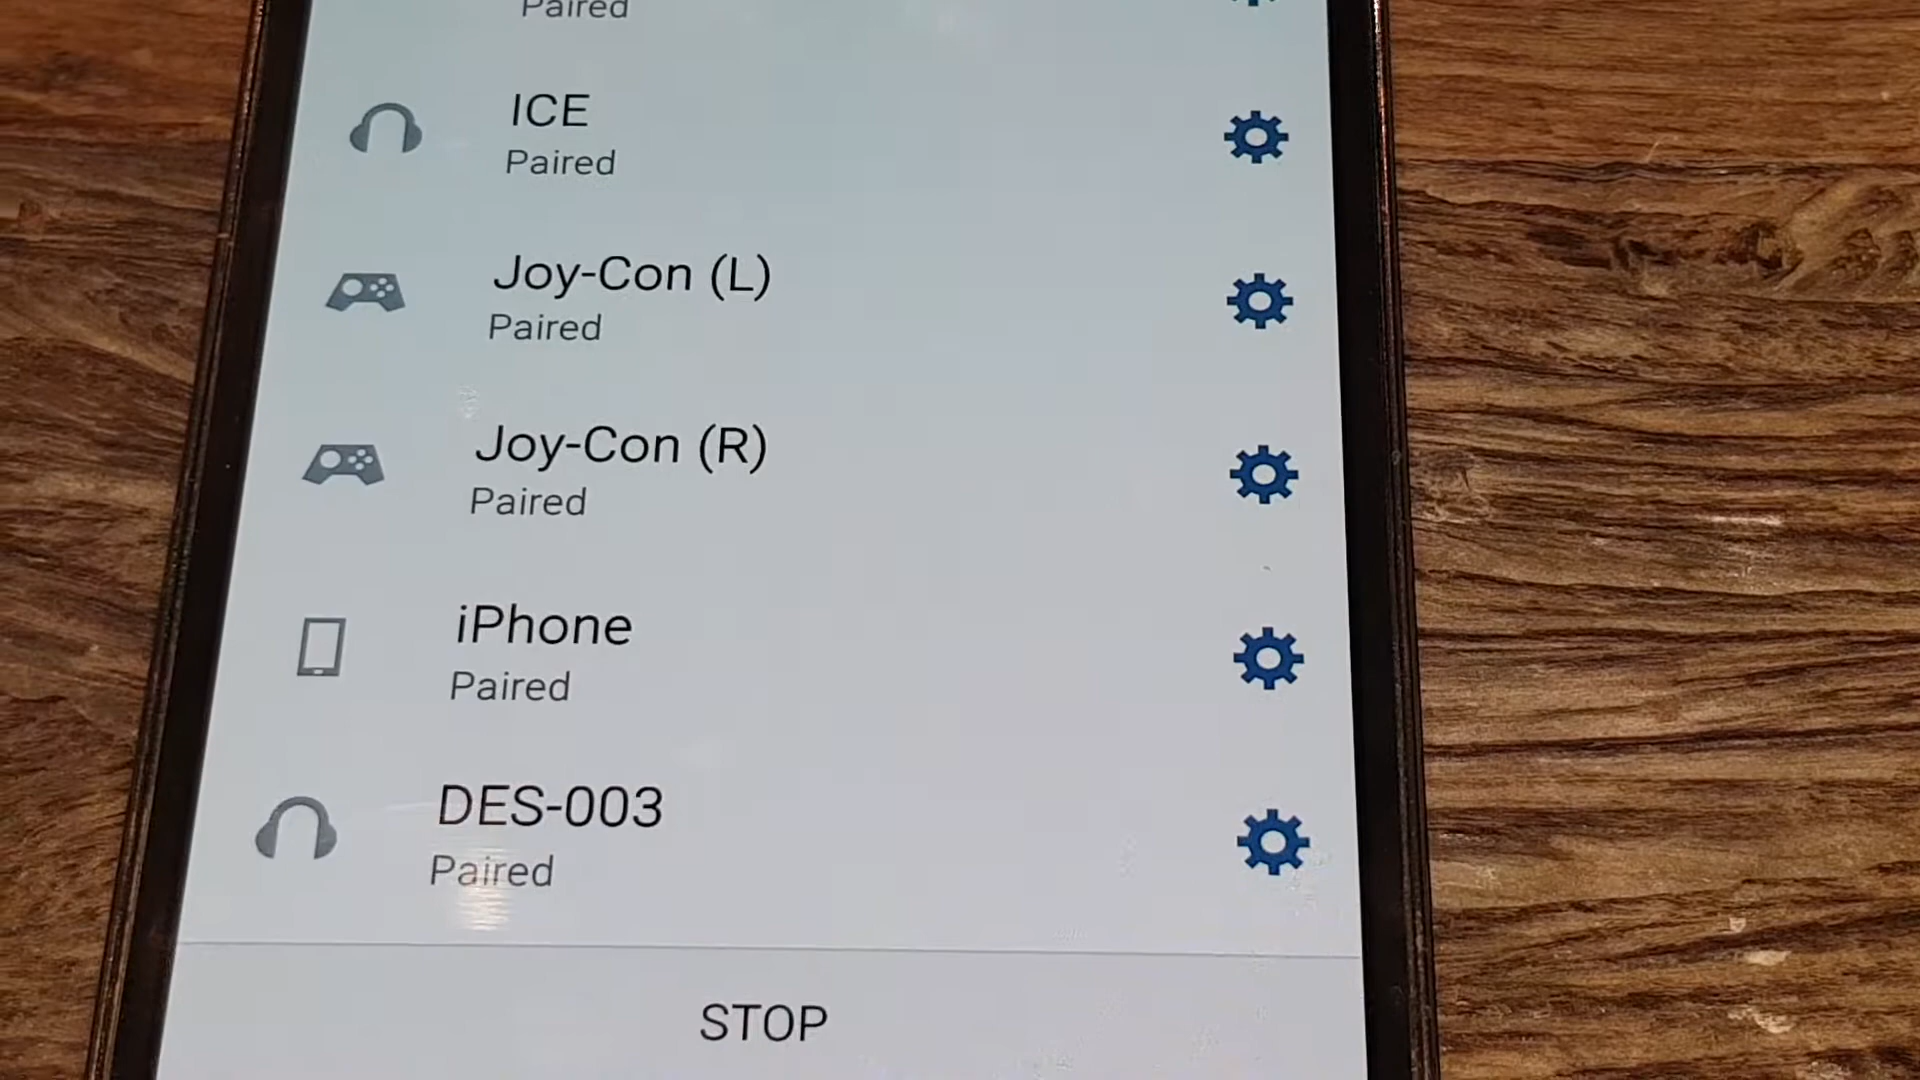 Paired
ICE
Paired
Joy-Con (L)
Paired
Joy-Con (R)
Paired
iPhone
Paired
DES-003
Paired
STOP